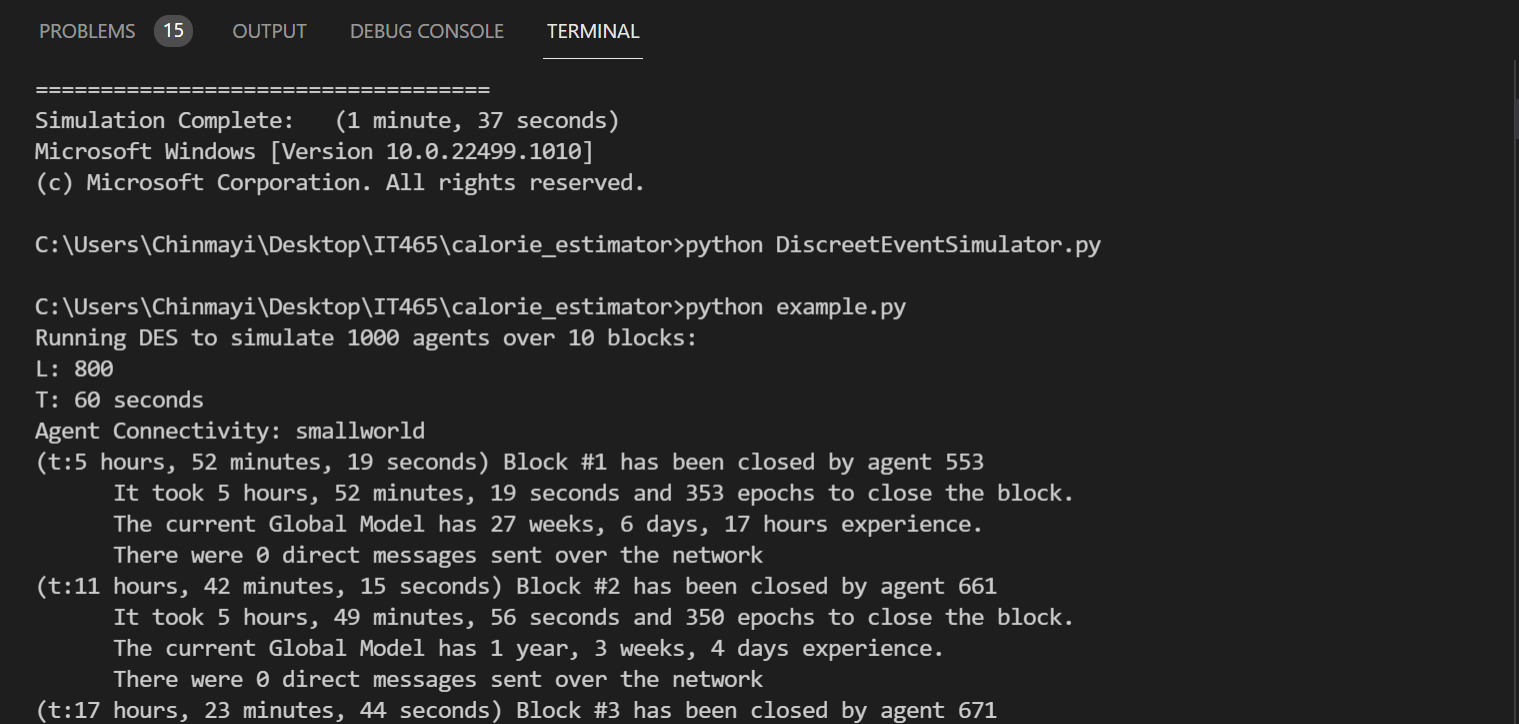 PROBLEMS 15 OUTPUT DEBUG CONSOLE TERMINAL
===================================
Simulation Complete:   (1 minute, 37 seconds)
Microsoft Windows [Version 10.0.22499.1010]
(c) Microsoft Corporation. All rights reserved.
C:\Users\Chinmayi\Desktop\IT465\calorie_estimator>python DiscreetEventSimulator.py
C:\Users\Chinmayi\Desktop\IT465\calorie_estimator>python example.py
Running DES to simulate 1000 agents over 10 blocks:
L: 800
T: 60 seconds
Agent Connectivity: smallworld
(t:5 hours, 52 minutes, 19 seconds) Block #1 has been closed by agent 553
      It took 5 hours, 52 minutes, 19 seconds and 353 epochs to close the block.
      The current Global Model has 27 weeks, 6 days, 17 hours experience.
      There were 0 direct messages sent over the network
(t:11 hours, 42 minutes, 15 seconds) Block #2 has been closed by agent 661
      It took 5 hours, 49 minutes, 56 seconds and 350 epochs to close the block.
      The current Global Model has 1 year, 3 weeks, 4 days experience.
      There were 0 direct messages sent over the network
(t:17 hours, 23 minutes, 44 seconds) Block #3 has been closed by agent 671